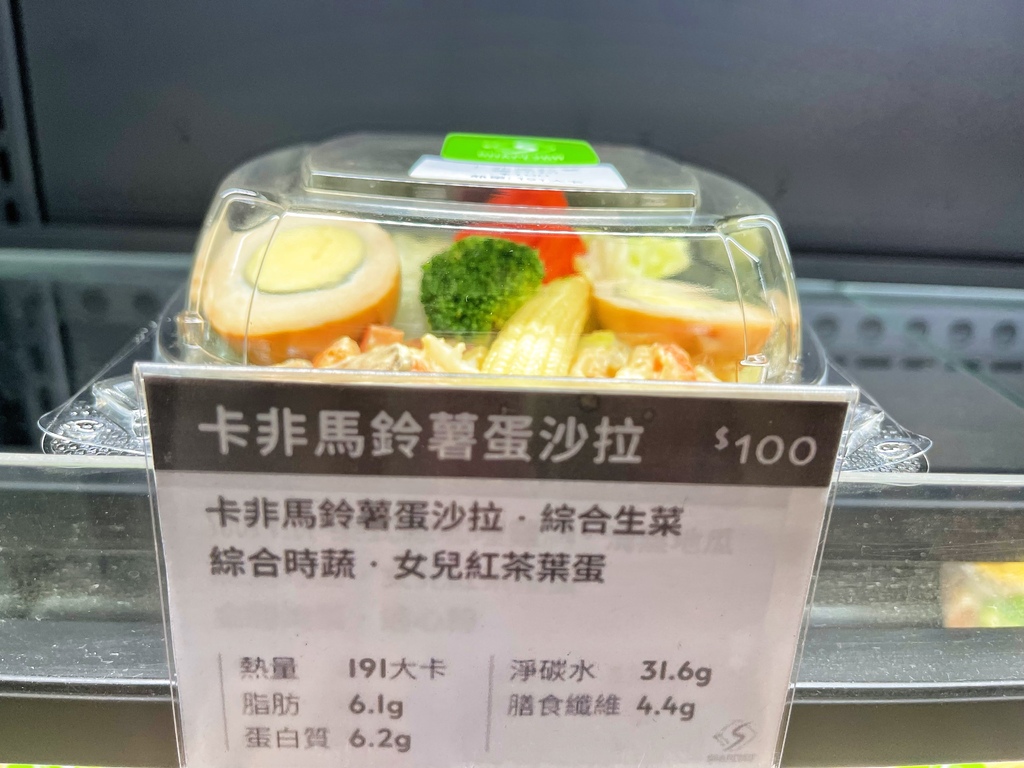 卡非馬鈴薯蛋沙拉 $100
卡非馬鈴薯蛋沙拉・綜合生菜
綜合時蔬・女兒紅茶葉蛋
熱量 191大卡
脂肪 6.1g
蛋白質 6.2g
淨碳水 31.6g
膳食纖維 4.4g